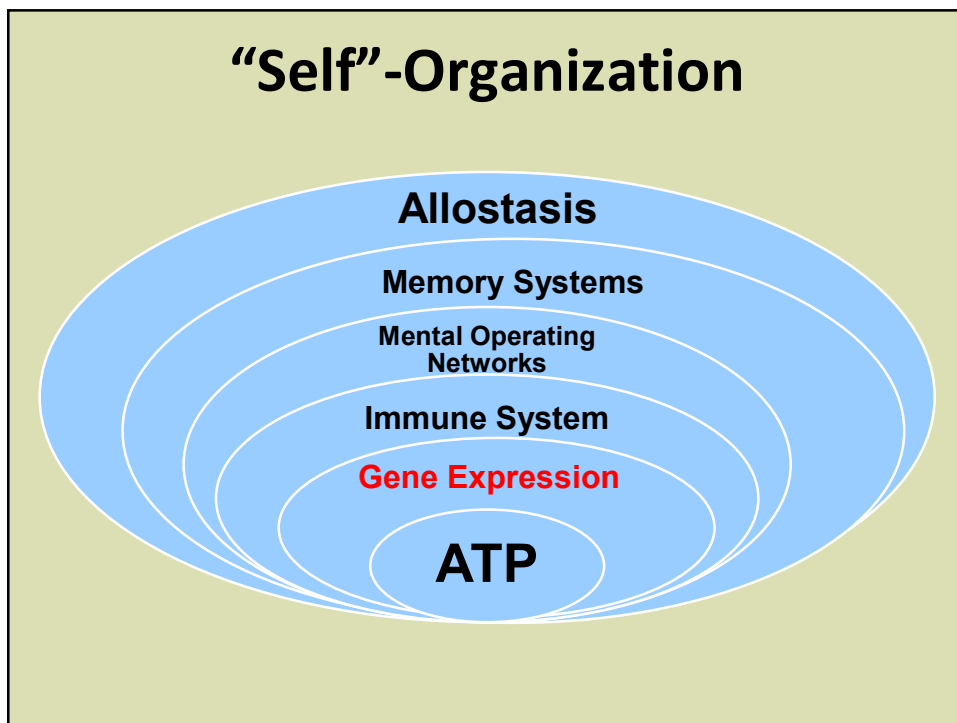 “Self”-Organization
Allostasis
Memory Systems
Mental Operating
Networks
Immune System
Gene Expression
ATP